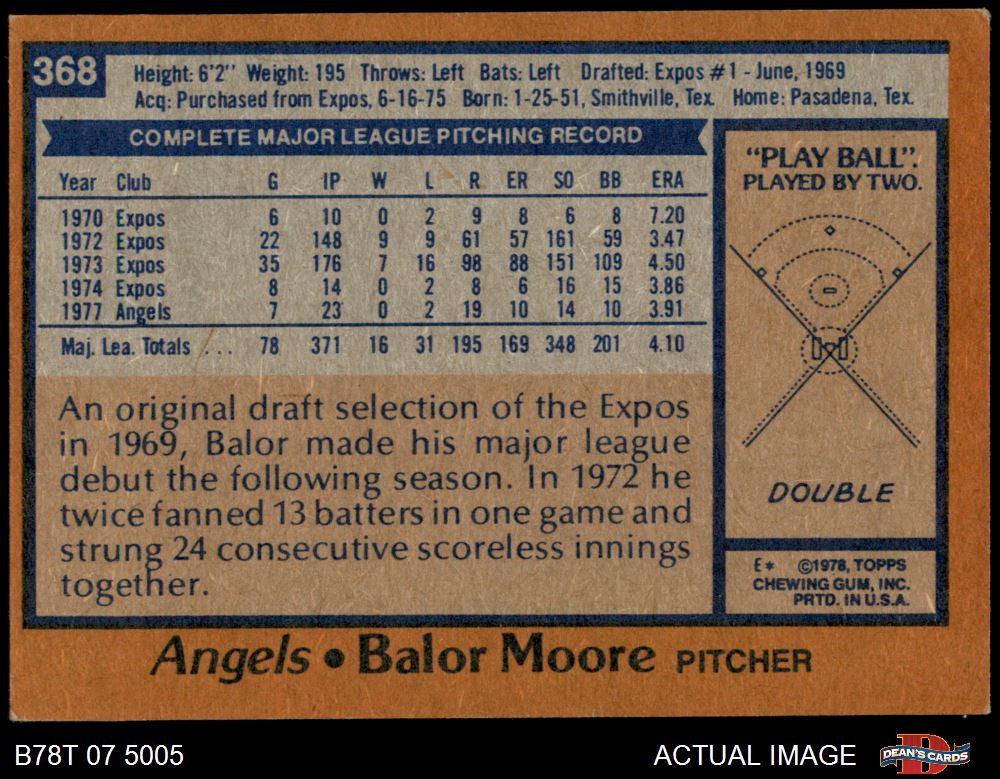 368
Height: 6'2" Weight: 195 Throws: Left Bats: Left Drafted: Expos #1 - June, 1969
Acq: Purchased from Expos, 6-16-75 Born: 1-25-51, Smithville, Tex. Home: Pasadena, Tex.
COMPLETE MAJOR LEAGUE PITCHING RECORD
Year Club G IP W L R ER SO BB ERA
1970 Expos 6 10 0 2 9 8 6 8 7.20
1972 Expos 22 148 9 9 61 57 161 59 3.47
1973 Expos 35 176 7 16 98 88 151 109 4.50
1974 Expos 8 14 0 2 8 6 16 15 3.86
1977 Angels 7 23 0 2 19 10 14 10 3.91
Maj. Lea. Totals ... 78 371 16 31 195 169 348 201 4.10
An original draft selection of the Expos
in 1969, Balor made his major league
debut the following season. In 1972 he
twice fanned 13 batters in one game and
strung 24 consecutive scoreless innings
together.
"PLAY BALL".
PLAYED BY TWO.
DOUBLE
E* ©1978, TOPPS
CHEWING GUM, INC.
PRTD. IN U.S.A.
Angels • Balor Moore PITCHER
B78T 07 5005 ACTUAL IMAGE DEAN'S CARDS